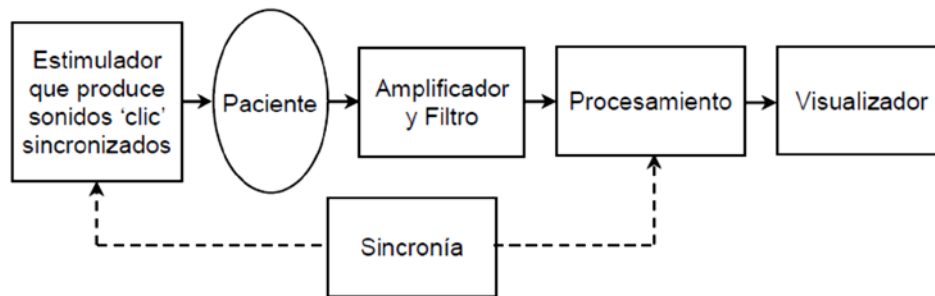 Estimulador
que produce
sonidos ‘clic’
sincronizados
Paciente
Amplificador
y Filtro
Procesamiento
Visualizador
Sincronía